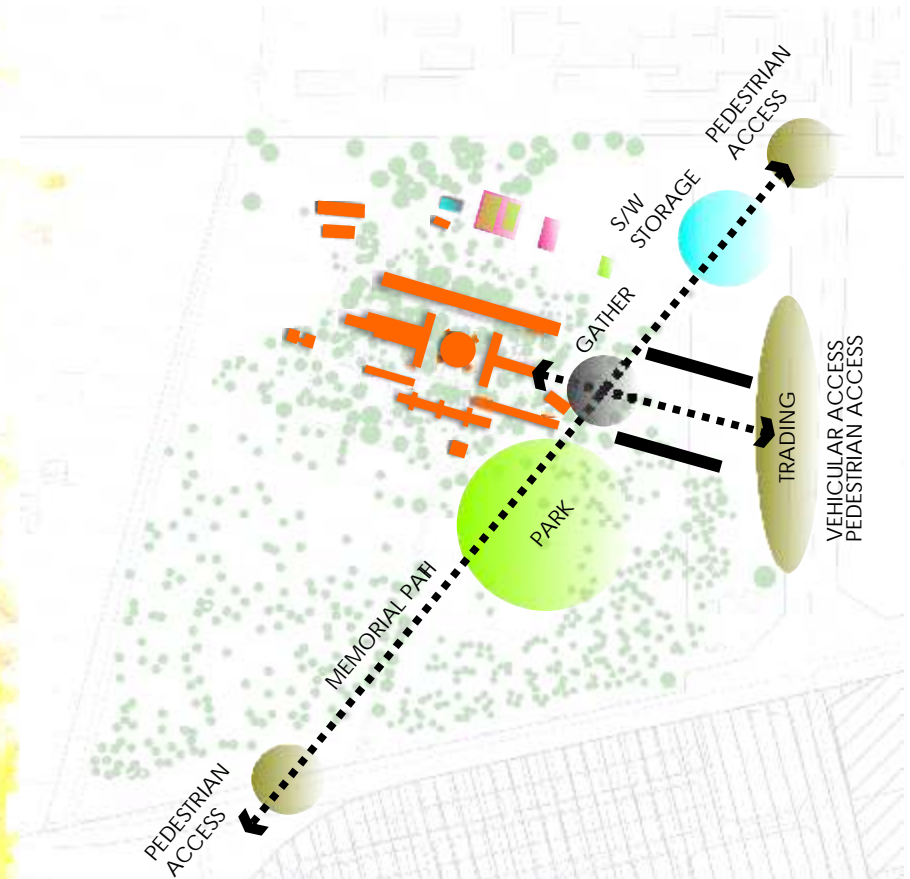 PEDESTRIAN
ACCESS
S/W
STORAGE
GATHER
TRADING
VEHICULAR ACCESS
PEDESTRIAN ACCESS
PARK
MEMORIAL PATH
PEDESTRIAN
ACCESS